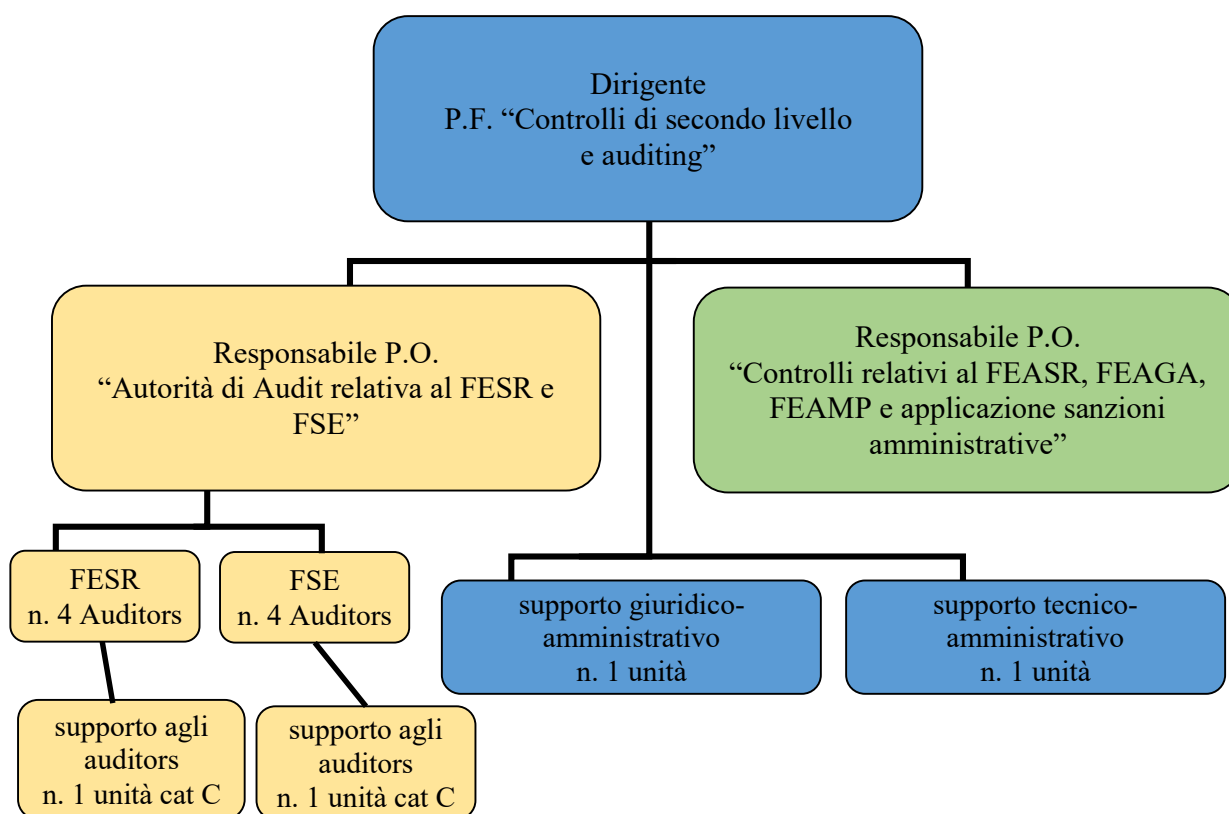 Dirigente
P.F. “Controlli di secondo livello
e auditing”
Responsabile P.O.
“Autorità di Audit relativa al FESR e
FSE”
Responsabile P.O.
“Controlli relativi al FEASR, FEAGA,
FEAMP e applicazione sanzioni
amministrative”
FESR
n. 4 Auditors
FSE
n. 4 Auditors
supporto giuridico-
amministrativo
n. 1 unità
supporto tecnico-
amministrativo
n. 1 unità
supporto agli
auditors
n. 1 unità cat C
supporto agli
auditors
n. 1 unità cat C